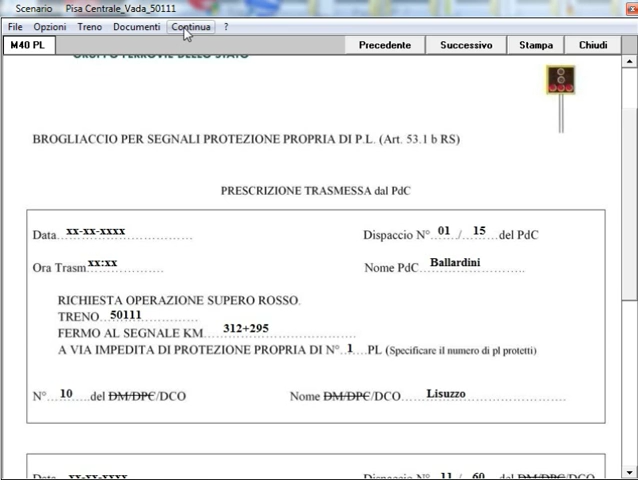 Scenario Pisa Centrale_Vada_50111
File Opzioni Treno Documenti Continua ?
M40 PL Precedente Successivo Stampa Chiudi
GRUPPO FERROVIE DELLO STATO
BROGLIACCIO PER SEGNALI PROTEZIONE PROPRIA DI P.L. (Art. 53.1 b RS)
PRESCRIZIONE TRASMESSA dal PdC
Data xx-xx-xxxx Dispaccio N° 01 / 15 del PdC
Ora Trasm xx:xx Nome PdC Ballardini
RICHIESTA OPERAZIONE SUPERO ROSSO.
TRENO 50111
FERMO AL SEGNALE KM 312+295
A VIA IMPEDITA DI PROTEZIONE PROPRIA DI N° 1 PL (Specificare il numero di pl protetti)
N° 10 del DM/DPC/DCO Nome DM/DPC/DCO Lisuzzo
Data xx-xx-xxxx Dispaccio N° 11 / 60 del DM/DPC/DCO